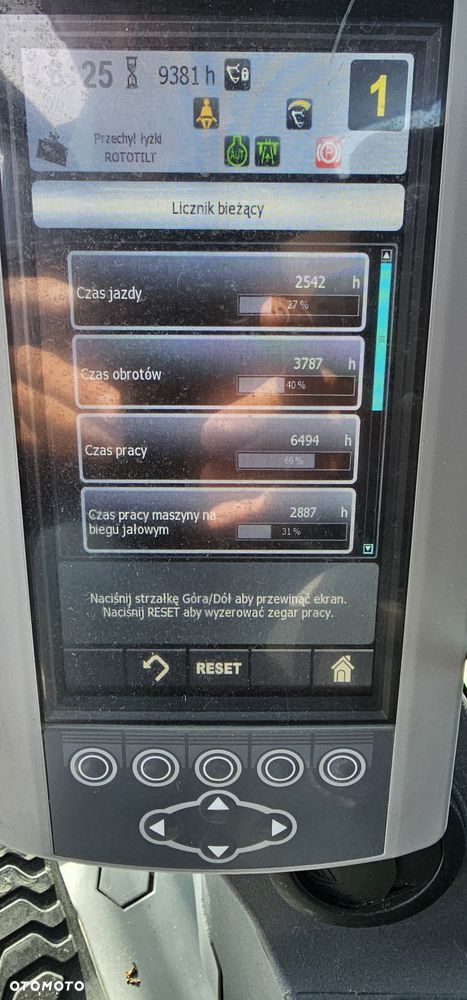 25 9381 h
1
Przechył łyżki
ROTOTILT
AUT
P
Licznik bieżący
2542 h
Czas jazdy
27 %
3787 h
Czas obrotów
40 %
6494 h
Czas pracy
69 %
Czas pracy maszyny na 2887 h
biegu jałowym
31 %
Naciśnij strzałkę Góra/Dół aby przewinąć ekran.
Naciśnij RESET aby wyzerować zegar pracy.
RESET
OTOMOTO